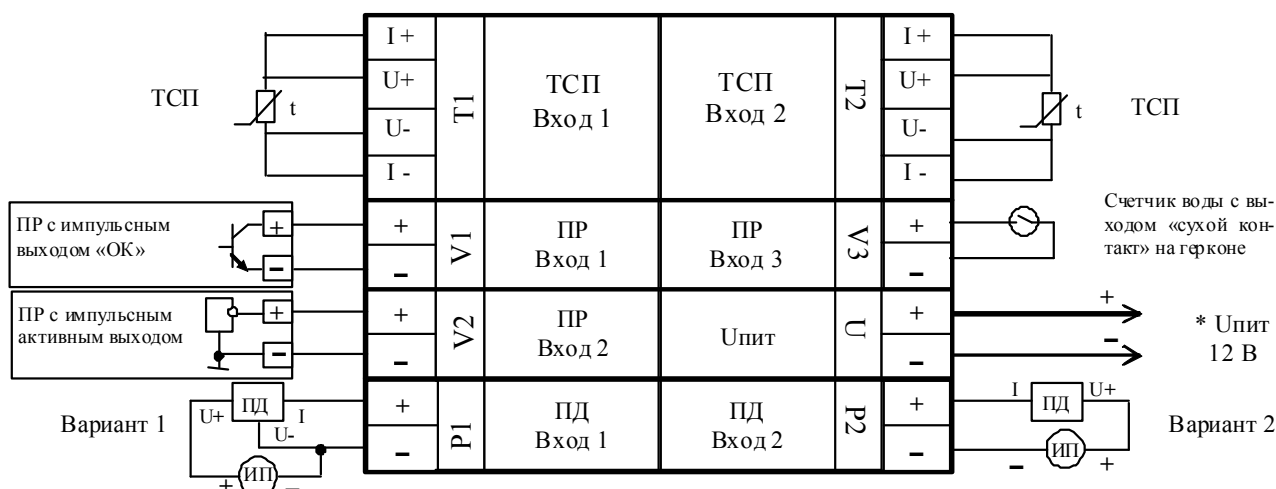 ТСП
t
I +
U+
U-
I -
T1
ТСП
Вход 1
ТСП
Вход 2
T2
I +
U+
U-
I -
t
ТСП
ПР с импульсным
выходом «ОК»
+
-
+
-
V1
ПР
Вход 1
ПР
Вход 3
V3
+
-
Счетчик воды с вы-
ходом «сухой кон-
такт» на герконе
ПР с импульсным
активным выходом
+
-
+
-
V2
ПР
Вход 2
Uпит
U
+
-
+
-
* Uпит
12 В
Вариант 1
U+
ПД
I
U-
ИП
+
-
+
-
P1
ПД
Вход 1
ПД
Вход 2
P2
+
-
I
ПД
U+
ИП
-
+
Вариант 2